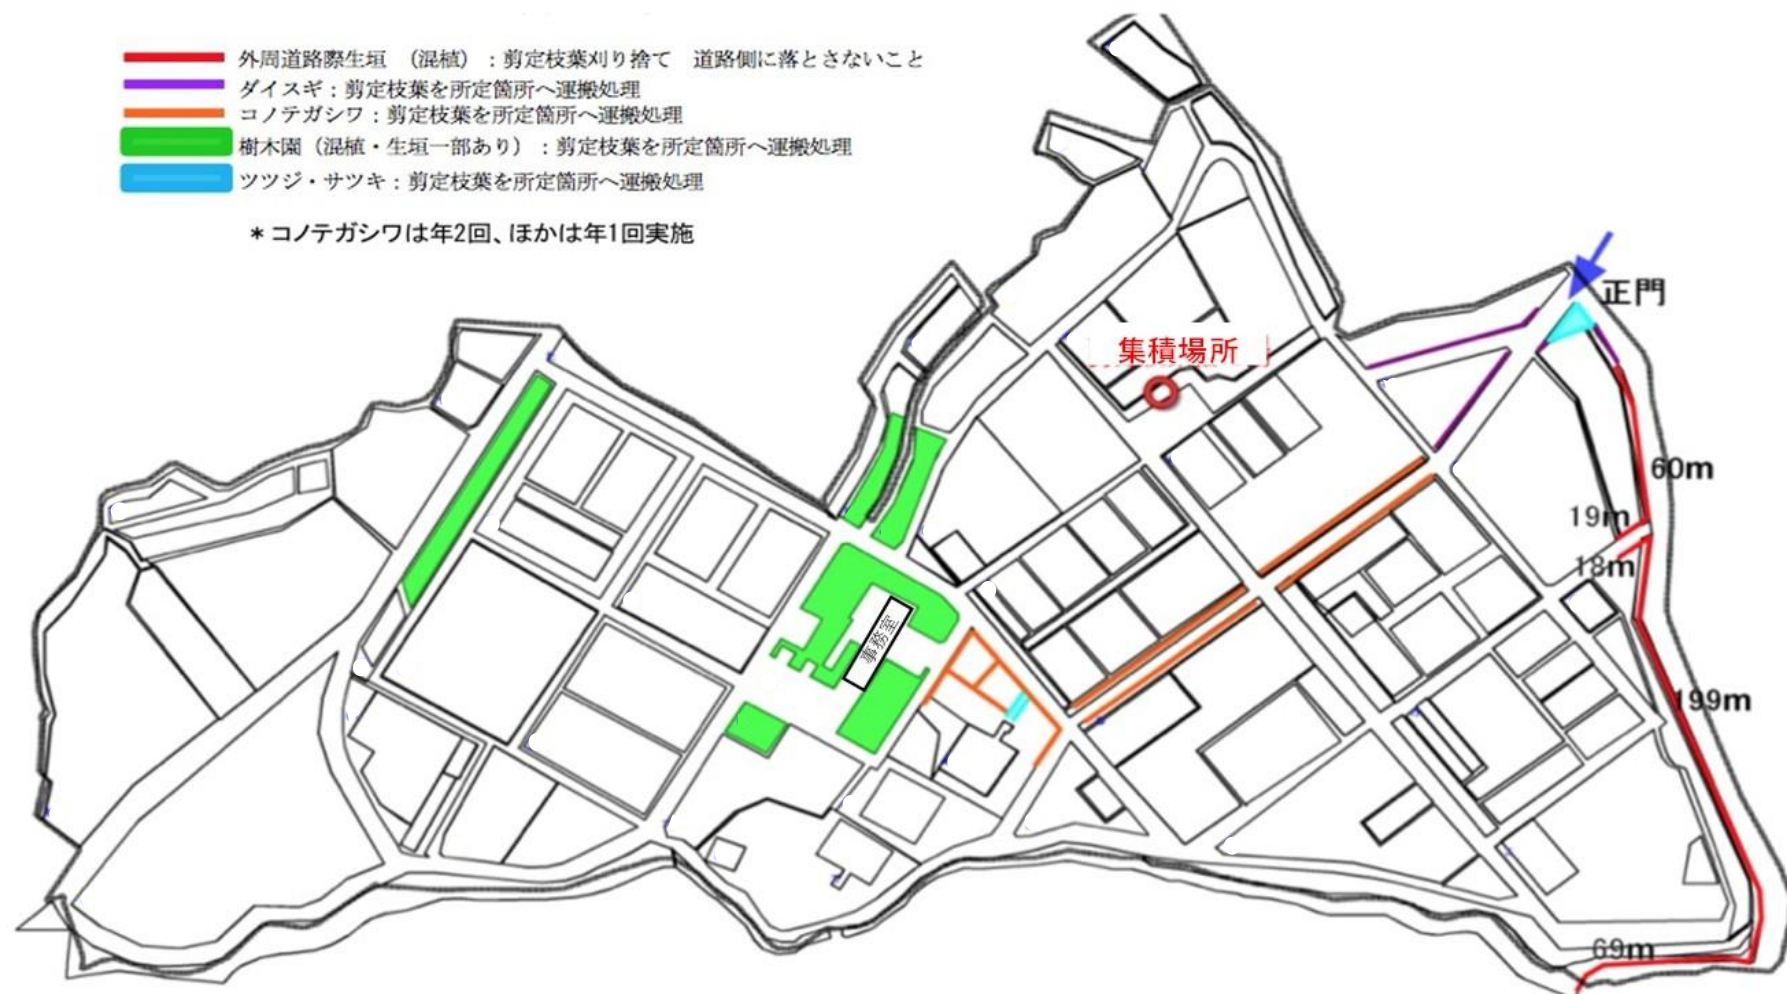 外周道路際生垣 (混植) : 剪定枝葉刈り捨て 道路側に落とさないこと
ダイスギ : 剪定枝葉を所定箇所へ運搬処理
コノテガシワ : 剪定枝葉を所定箇所へ運搬処理
樹木園 (混植・生垣一部あり) : 剪定枝葉を所定箇所へ運搬処理
ツツジ・サツキ : 剪定枝葉を所定箇所へ運搬処理
* コノテガシワは年2回、ほかは年1回実施
正門
集積場所
60m
19m
18m
事務室
199m
69m